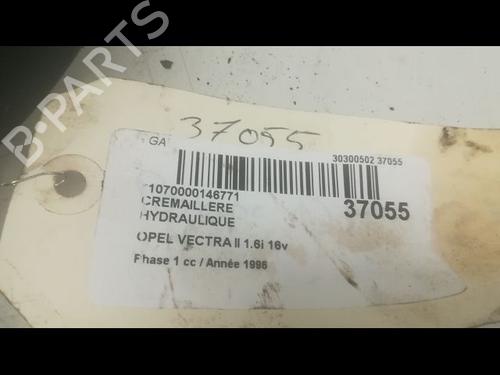 37055
GA
30300502 37055
1070000146771
CREMAILLERE
HYDRAULIQUE
37055
OPEL VECTRA II 1.6i 16v
Phase 1 cc / Année 1996
B-PARTS